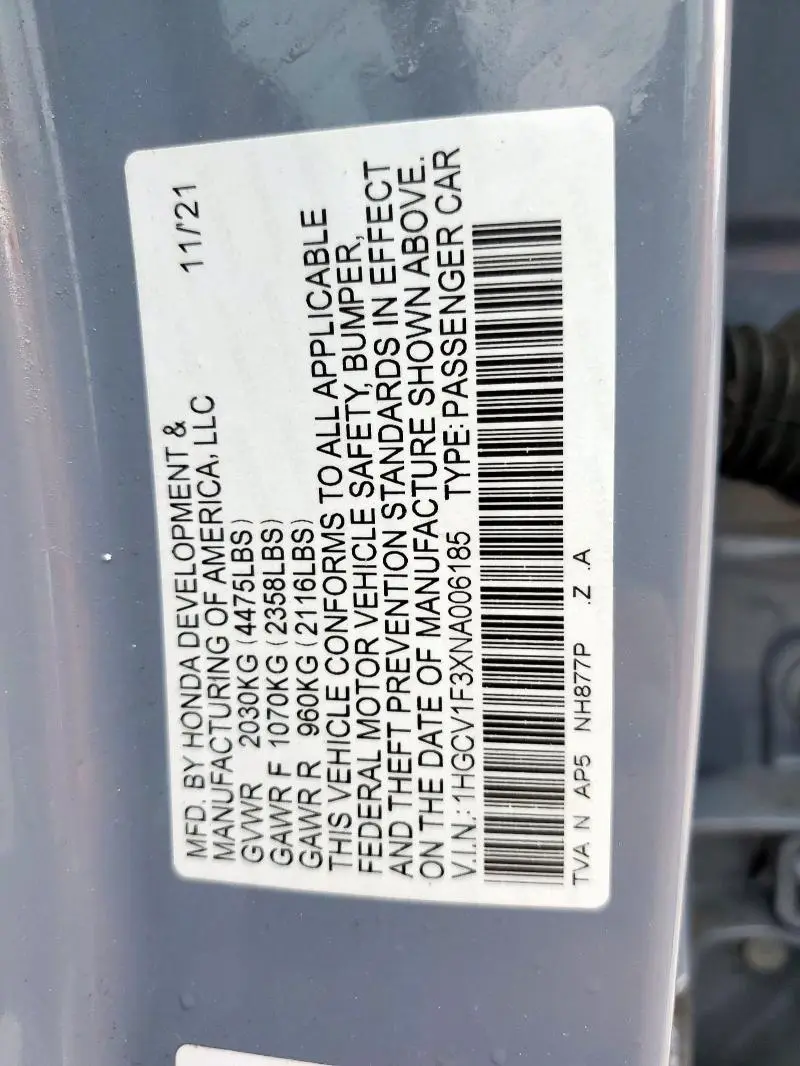 MFD. BY HONDA DEVELOPMENT &
MANUFACTURING OF AMERICA, LLC 11/'21
GVWR 2030KG (4475LBS)
GAWR F 1070KG (2358LBS)
GAWR R 960KG (2116LBS)
THIS VEHICLE CONFORMS TO ALL APPLICABLE
FEDERAL MOTOR VEHICLE SAFETY, BUMPER,
AND THEFT PREVENTION STANDARDS IN EFFECT
ON THE DATE OF MANUFACTURE SHOWN ABOVE.
V.I.N.: 1HGCV1F3XNA006185 TYPE: PASSENGER CAR
TVA N AP5 NH877P .Z .A